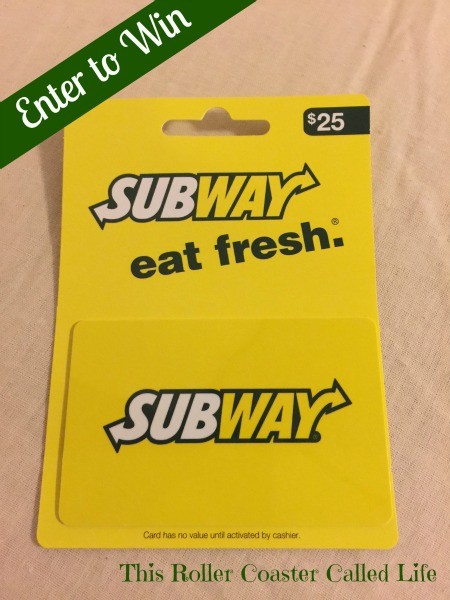 Enter to Win
$25
SUBWAY
eat fresh.®
SUBWAY®
Card has no value until activated by cashier.
This Roller Coaster Called Life